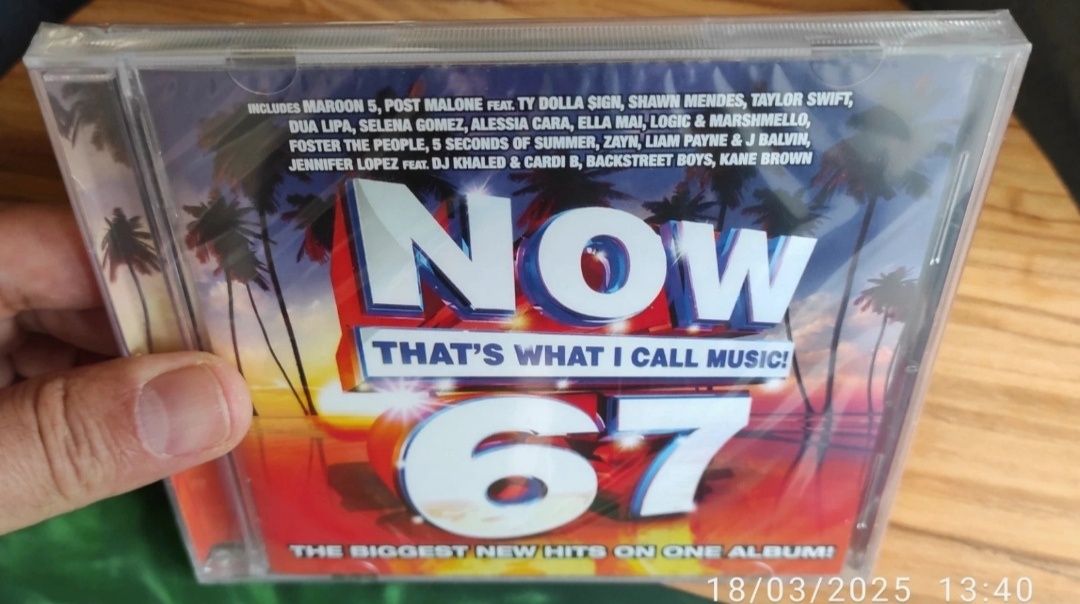 INCLUDES MAROON 5, POST MALONE FEAT. TY DOLLA $IGN, SHAWN MENDES, TAYLOR SWIFT,
DUA LIPA, SELENA GOMEZ, ALESSIA CARA, ELLA MAI, LOGIC & MARSHMELLO,
FOSTER THE PEOPLE, 5 SECONDS OF SUMMER, ZAYN, LIAM PAYNE & J BALVIN,
JENNIFER LOPEZ FEAT. DJ KHALED & CARDI B, BACKSTREET BOYS, KANE BROWN
NOW
THAT'S WHAT I CALL MUSIC!
67
THE BIGGEST NEW HITS ON ONE ALBUM!
18/03/2025 13:40